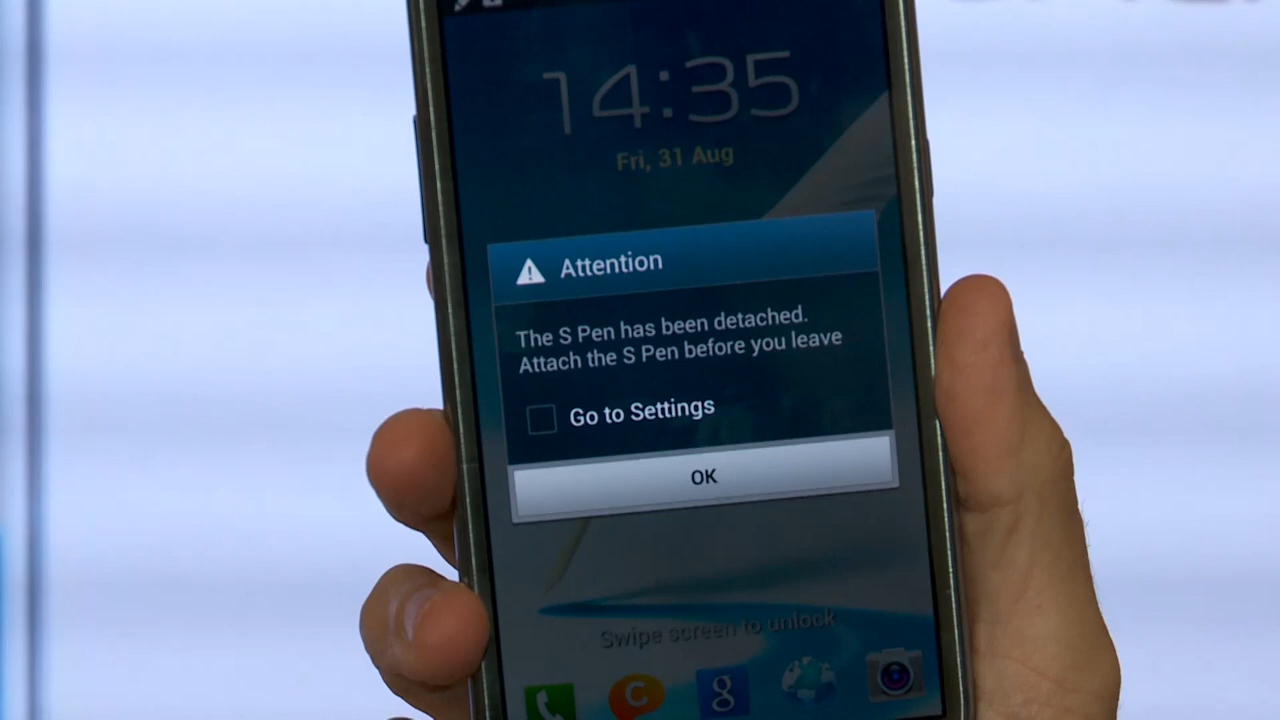 14:35
Fri, 31 Aug
Attention
The S Pen has been detached.
Attach the S Pen before you leave
Go to Settings
OK
Swipe screen to unlock
C
g